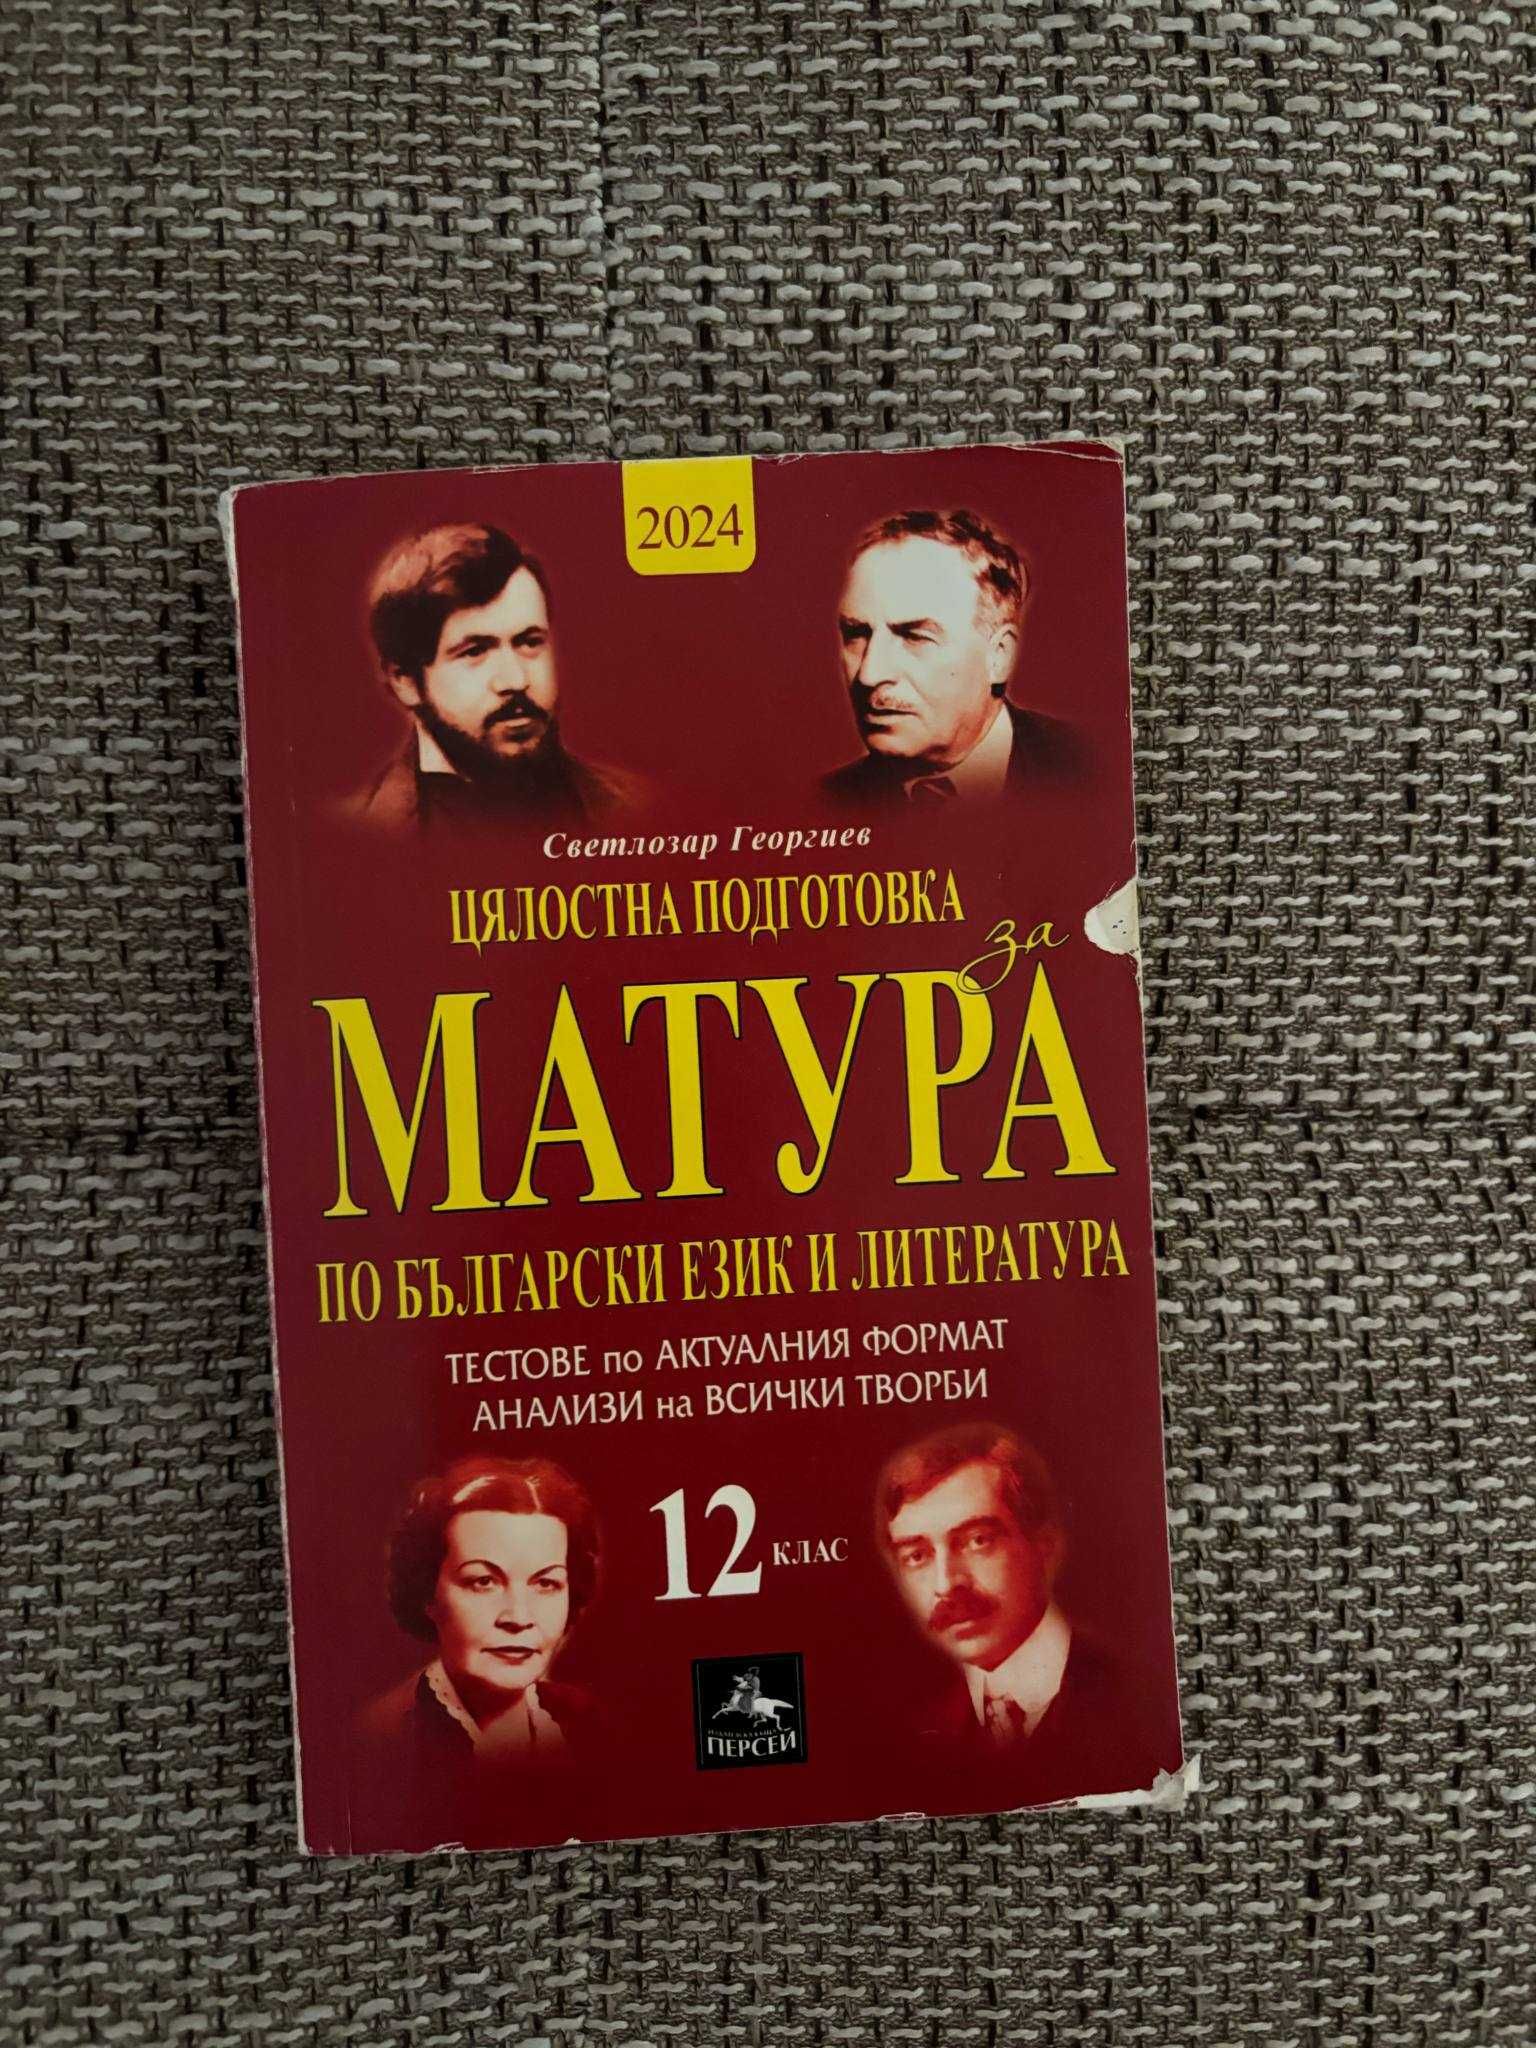 2024
Светлозар Георгиев
ЦЯЛОСТНА ПОДГОТОВКА
за
МАТУРА
ПО БЪЛГАРСКИ ЕЗИК И ЛИТЕРАТУРА
ТЕСТОВЕ по АКТУАЛНИЯ ФОРМАТ
АНАЛИЗИ на ВСИЧКИ ТВОРБИ
12 КЛАС
ПЕРСЕЙ